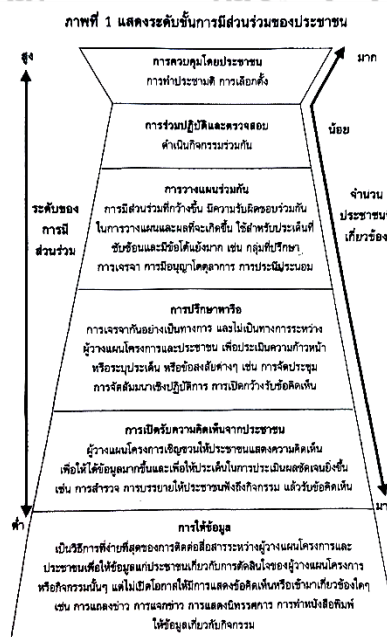 ภาพที่ 1 แสดงระดับชั้นการมีส่วนร่วมของประชาชน
สูง
มาก
การควบคุมโดยประชาชน
การทำประชามติ การเลือกตั้ง
น้อย
การร่วมปฏิบัติและตรวจสอบ
ดำเนินกิจกรรมร่วมกัน
ระดับของ
การมี
ส่วนร่วม
จำนวน
ประชาชน
เกี่ยวข้อง
การวางแผนร่วมกัน
การมีส่วนร่วมที่กว้างขึ้น มีความรับผิดชอบร่วมกัน
ในการวางแผนและผลที่จะเกิดขึ้น ใช้สำหรับประเด็นที่
ซับซ้อนและมีข้อโต้แย้งมาก เช่น กลุ่มที่ปรึกษา
การเจรจา การมีอนุญาโตตุลาการ การประนีประนอม
การปรึกษาหารือ
การเจรจากันอย่างเป็นทางการ และไม่เป็นทางการระหว่าง
ผู้วางแผนโครงการและประชาชน เพื่อประเมินความก้าวหน้า
หรือระบุประเด็น หรือข้อสงสัยต่างๆ เช่น การจัดประชุม
การจัดสัมมนาเชิงปฏิบัติการ การเปิดกว้างรับข้อคิดเห็น
การเปิดรับความคิดเห็นจากประชาชน
ผู้วางแผนโครงการเชิญชวนให้ประชาชนแสดงความคิดเห็น
เพื่อให้ได้ข้อมูลมากขึ้นและเพื่อให้ประเด็นในการประเมินผลชัดเจนยิ่งขึ้น
เช่น การสำรวจ การบรรยายให้ประชาชนฟังถึงกิจกรรม แล้วรับข้อคิดเห็น
ต่ำ
การให้ข้อมูล
เป็นวิธีการที่ง่ายที่สุดของการติดต่อสื่อสารระหว่างผู้วางแผนโครงการและ
ประชาชนเพื่อให้ข้อมูลแก่ประชาชนเกี่ยวกับการตัดสินใจของผู้วางแผนโครงการ
หรือกิจกรรมนั้นๆ แต่ไม่เปิดโอกาสให้มีการแสดงข้อคิดเห็นหรือเข้ามาเกี่ยวข้องใดๆ
เช่น การแถลงข่าว การแจกข่าว การแสดงนิทรรศการ การทำหนังสือพิมพ์
ให้ข้อมูลเกี่ยวกับกิจกรรม